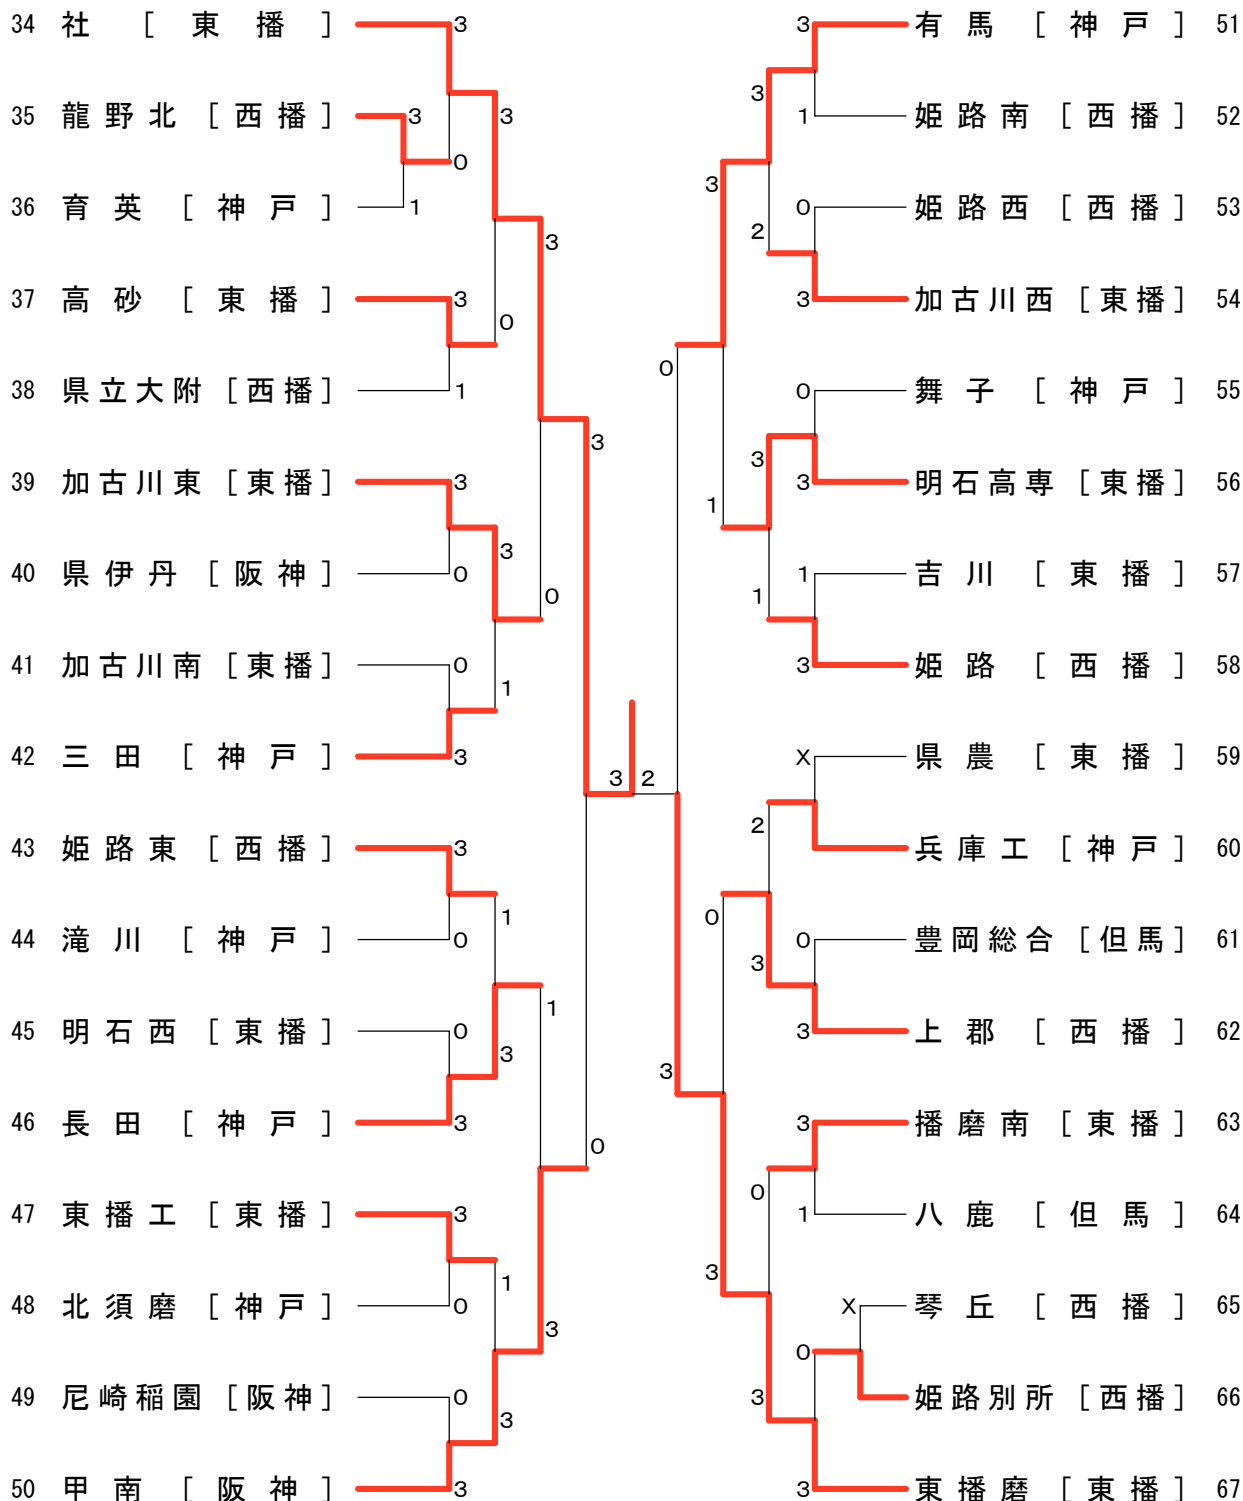 34 社 [東播] 3
35 龍野北 [西播] 3
36 育英 [神戸] 1
37 高砂 [東播] 3
38 県立大附 [西播] 1
39 加古川東 [東播] 3
40 県伊丹 [阪神] 0
41 加古川南 [東播] 0
42 三田 [神戸] 3
43 姫路東 [西播] 3
44 滝川 [神戸] 0
45 明石西 [東播] 0
46 長田 [神戸] 3
47 東播工 [東播] 3
48 北須磨 [神戸] 0
49 尼崎稲園 [阪神] 0
50 甲南 [阪神] 3
0
3
0
3
1
1
3
1
3
3
0
1
3
3
0
3 2
0
3
3
1
0
3
3
2
3
1
2
3
0
3
0
3 有馬 [神戸] 51
1 姫路南 [西播] 52
0 姫路西 [西播] 53
3 加古川西 [東播] 54
0 舞子 [神戸] 55
3 明石高専 [東播] 56
1 吉川 [東播] 57
3 姫路 [西播] 58
x 県農 [東播] 59
兵庫工 [神戸] 60
0 豊岡総合 [但馬] 61
3 上郡 [西播] 62
3 播磨南 [東播] 63
1 八鹿 [但馬] 64
x 琴丘 [西播] 65
姫路別所 [西播] 66
3 東播磨 [東播] 67